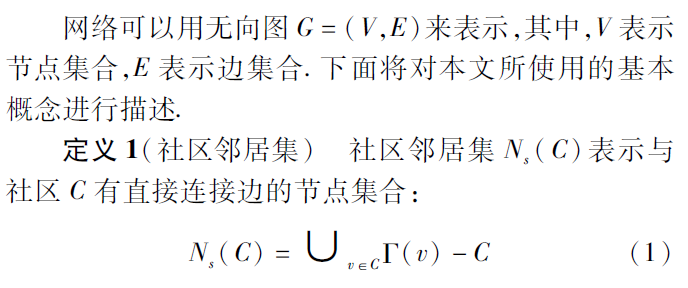 网络可以用无向图 G = ( V,E) 来表示,其中,V 表示
节点集合,E 表示边集合. 下面将对本文所使用的基本
概念进行描述.
定义 1(社区邻居集) 社区邻居集 Nₛ( C) 表示与
社区 C 有直接连接边的节点集合:
Nₛ( C) = ∪ v∈C Γ( v) - C (1)